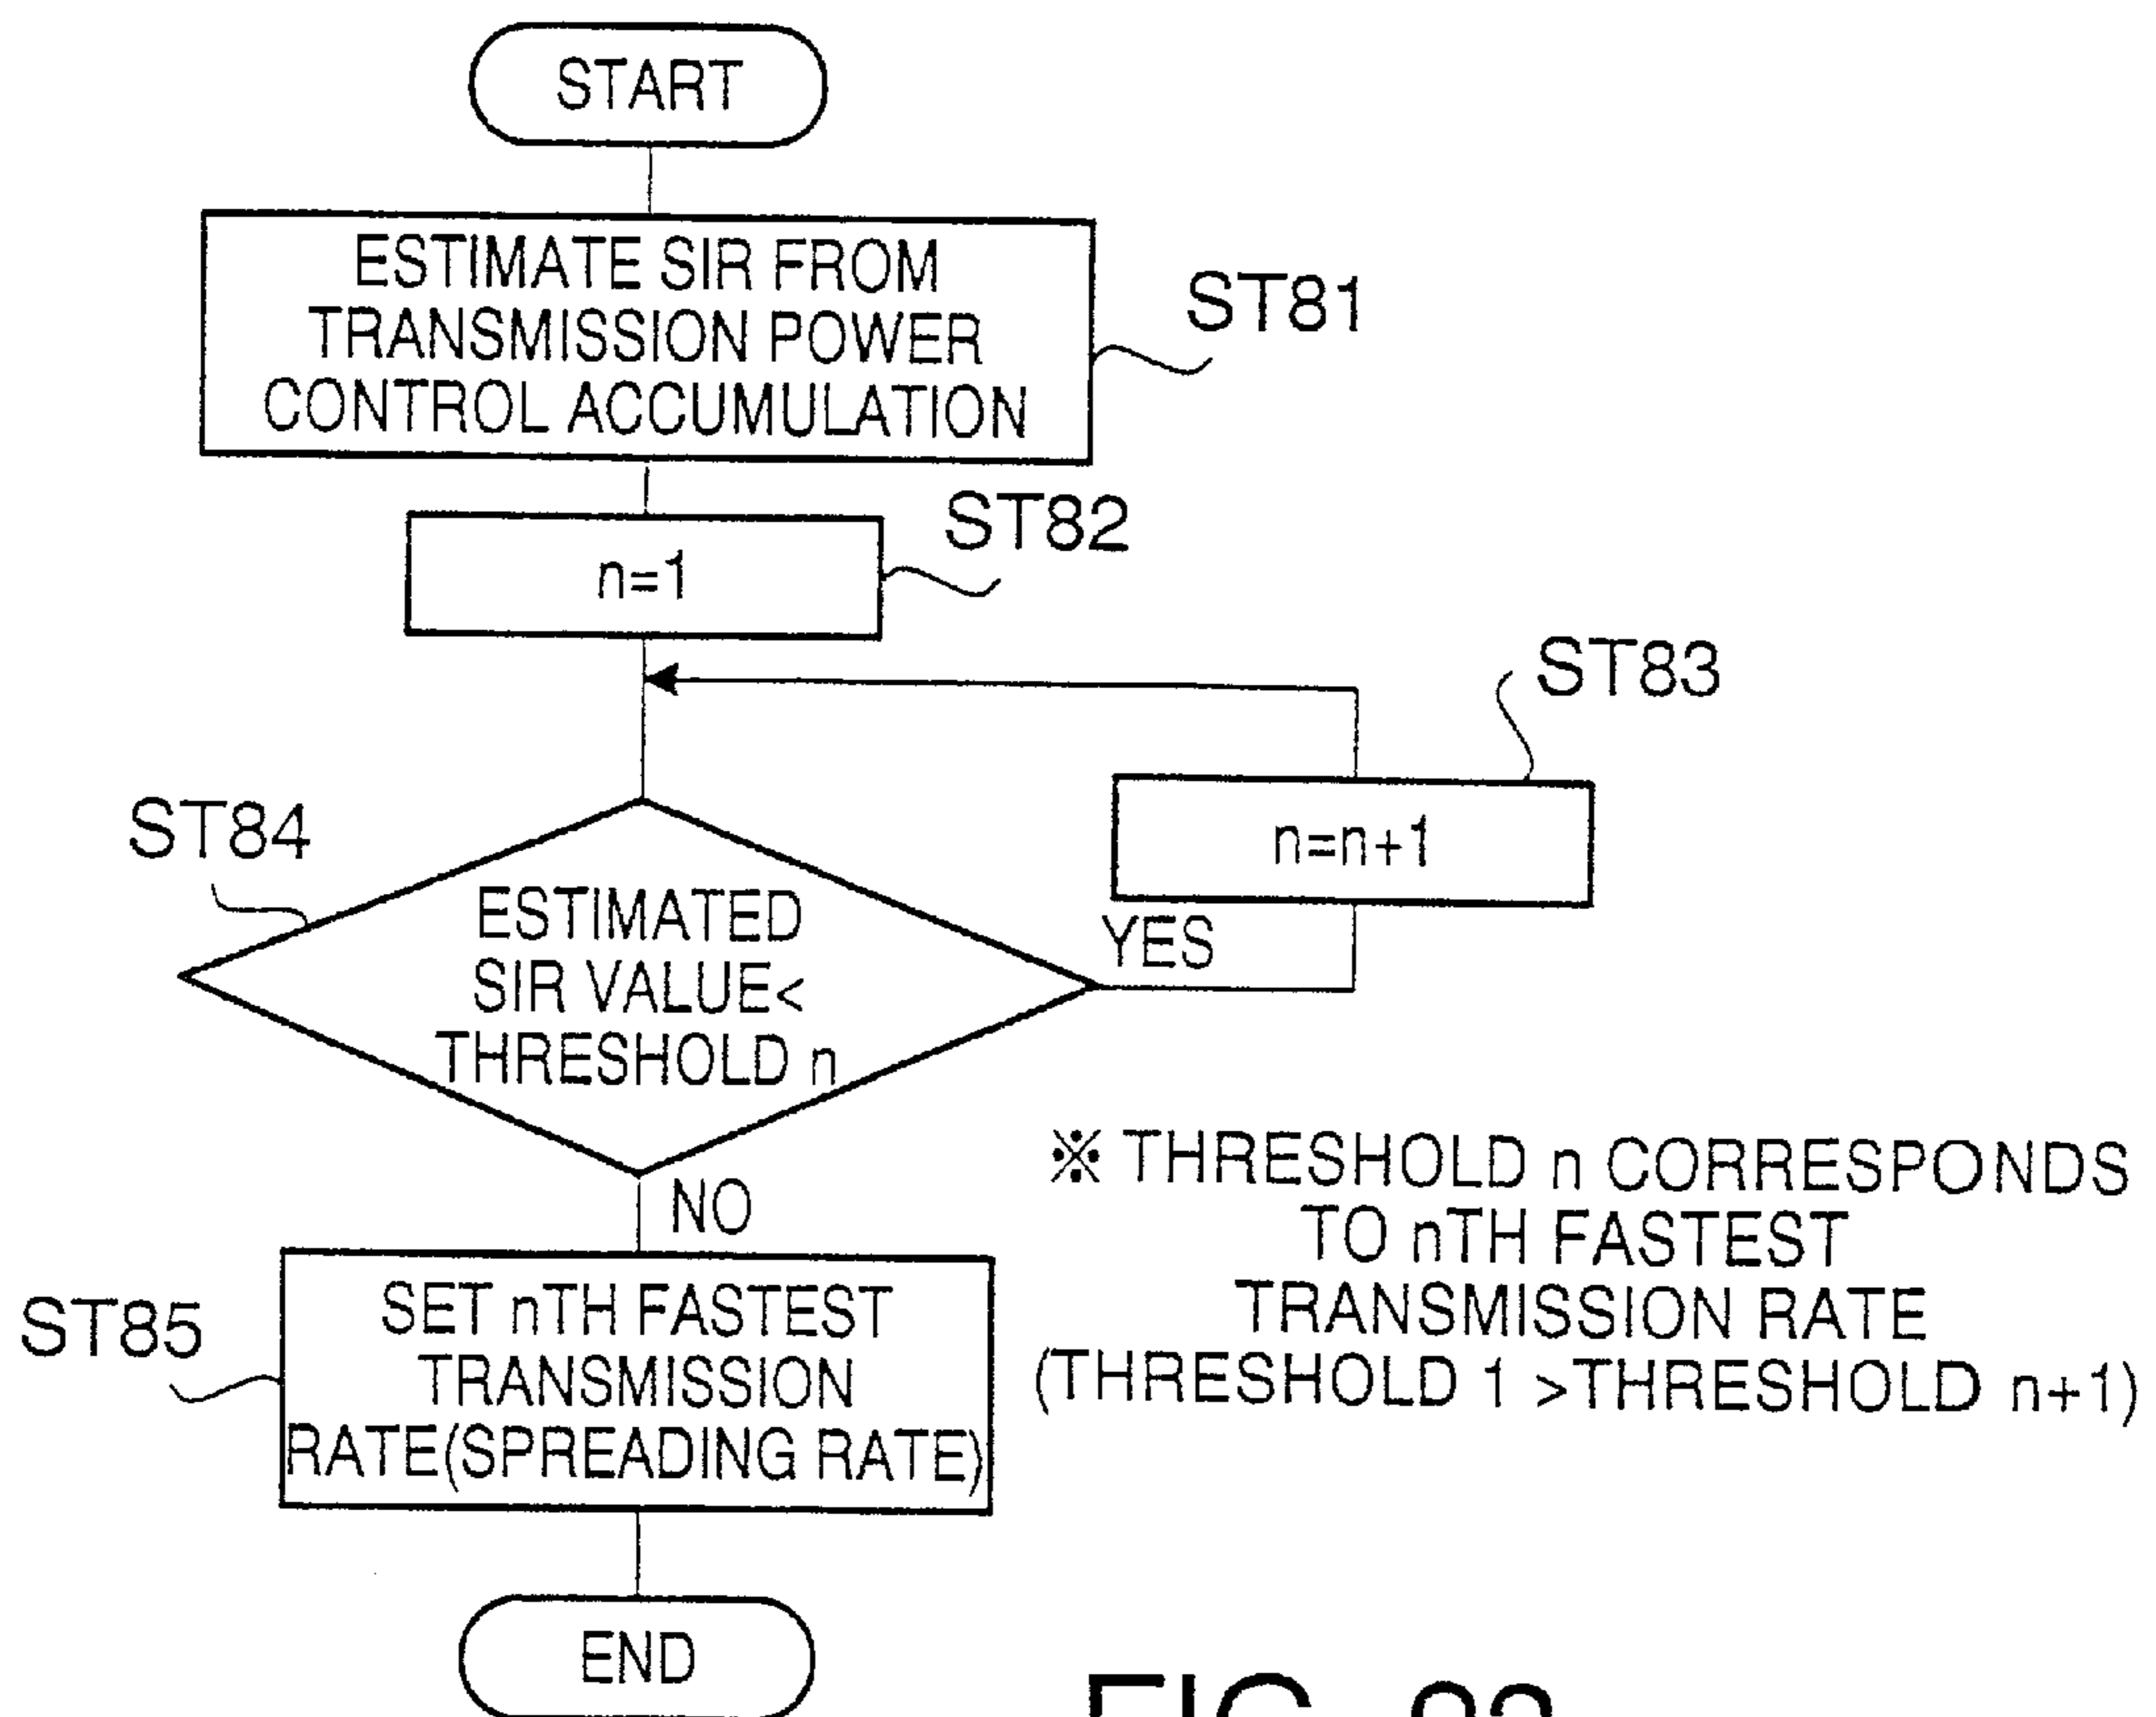 START
ESTIMATE SIR FROM
TRANSMISSION POWER
CONTROL ACCUMULATION
ST81
ST82
n=1
ST83
n=n+1
ST84
ESTIMATED
SIR VALUE<
THRESHOLD n
YES
NO
※ THRESHOLD n CORRESPONDS
TO nTH FASTEST
TRANSMISSION RATE
(THRESHOLD 1 >THRESHOLD n+1)
ST85
SET nTH FASTEST
TRANSMISSION
RATE(SPREADING RATE)
END
FIG.